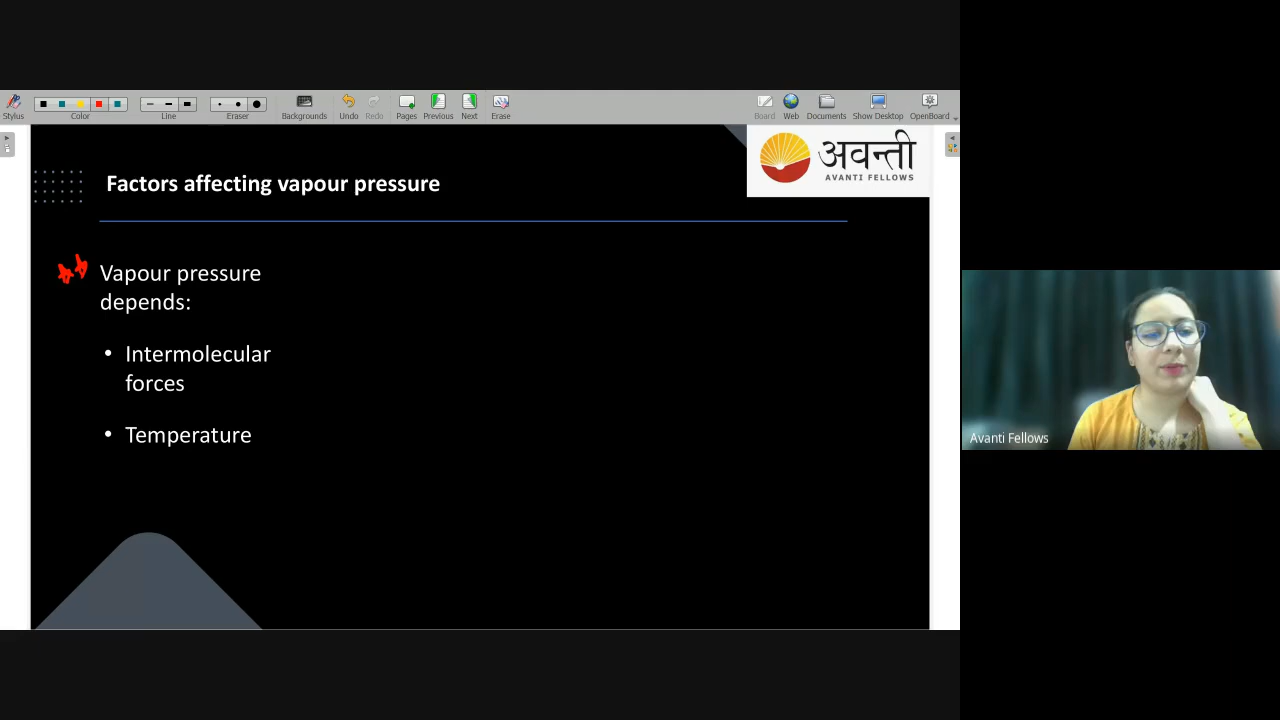 Stylus
Color
Line
Eraser
Backgrounds
Undo
Redo
Pages
Previous
Next
Erase
Board
Web
Documents
Show Desktop
OpenBoard
अवन्ती
AVANTI FELLOWS
Factors affecting vapour pressure
Vapour pressure
depends:
• Intermolecular
forces
• Temperature
Avanti Fellows